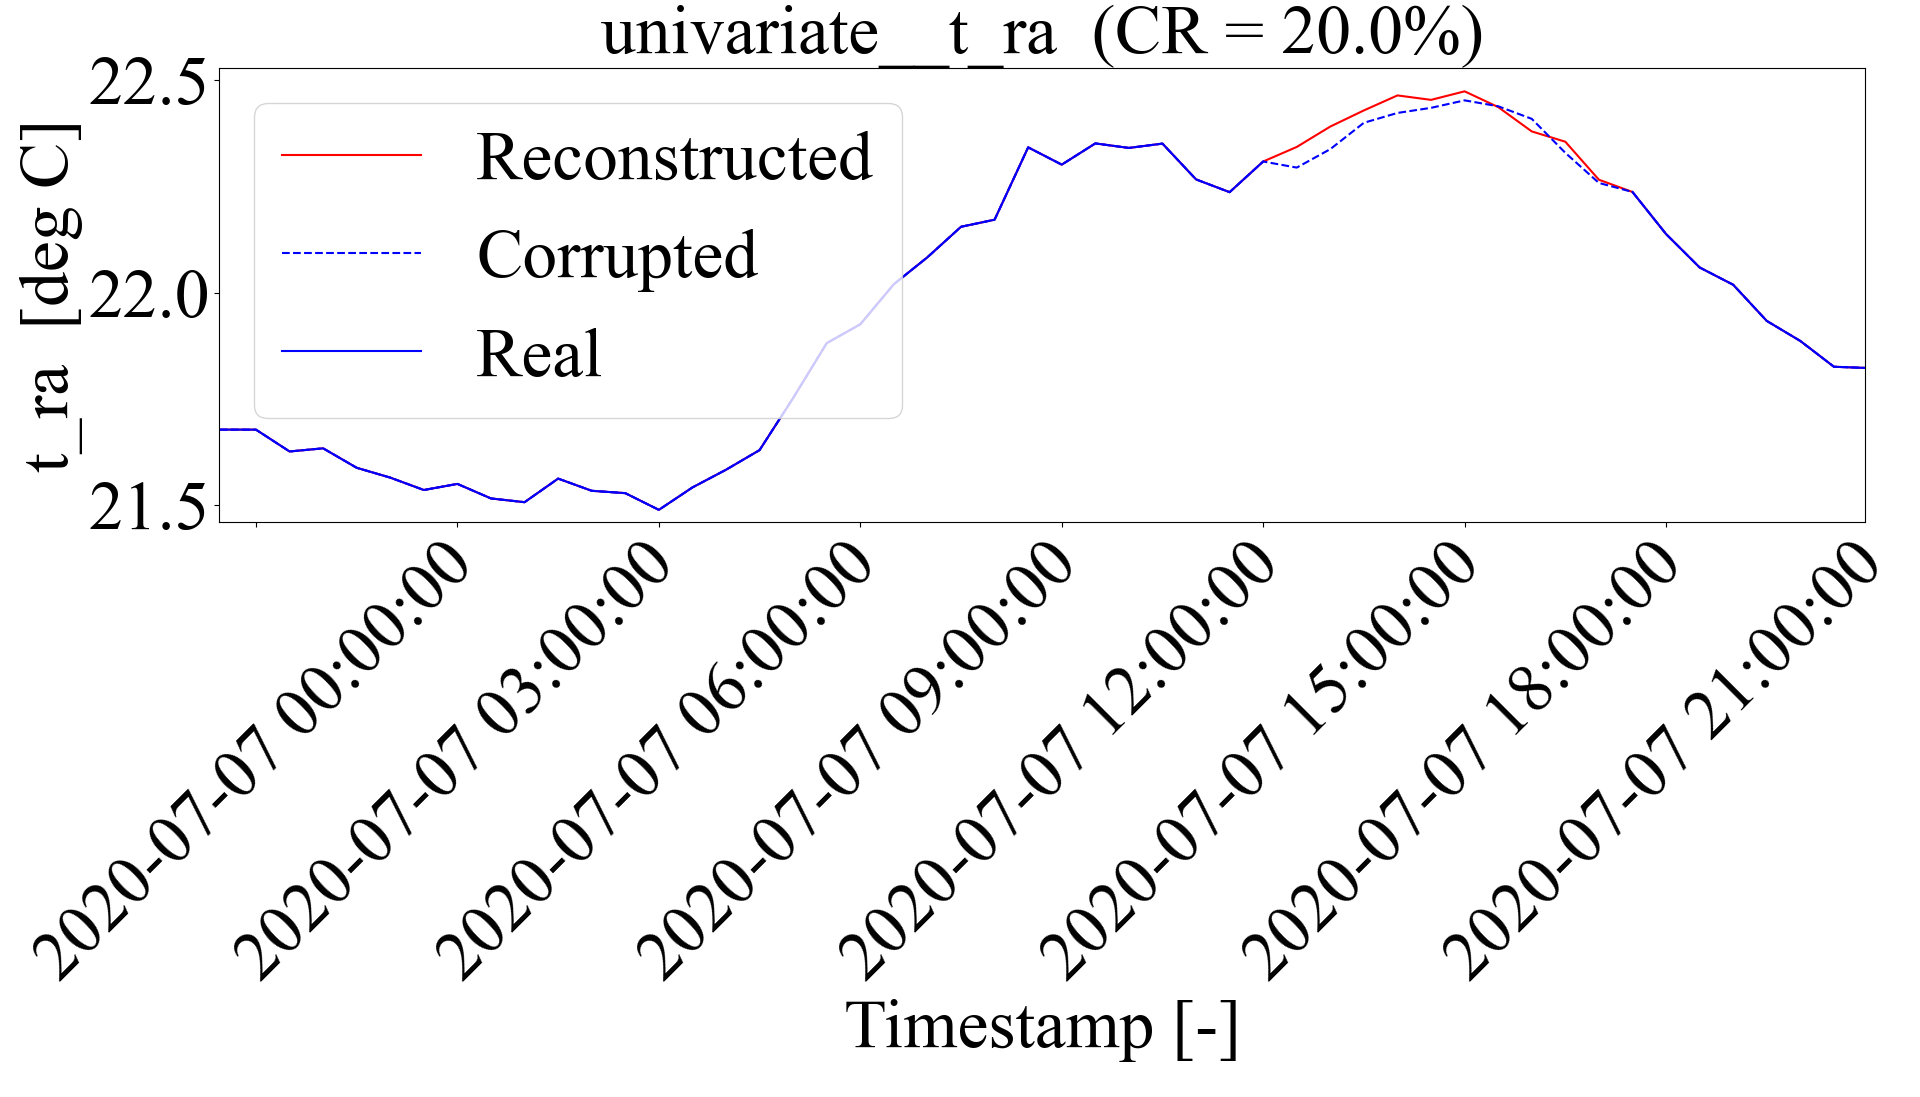 univariate__t_ra (CR = 20.0%)
22.5
22.0
21.5
t_ra [deg C]
Reconstructed
Corrupted
Real
2020-07-07 00:00:00
2020-07-07 03:00:00
2020-07-07 06:00:00
2020-07-07 09:00:00
2020-07-07 12:00:00
2020-07-07 15:00:00
2020-07-07 18:00:00
2020-07-07 21:00:00
Timestamp [-]